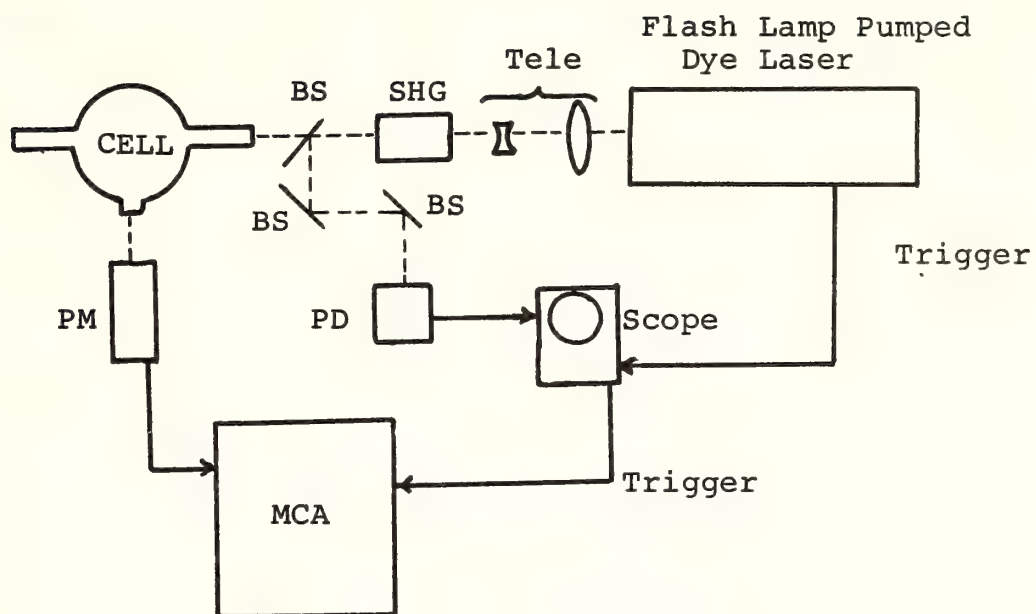 Flash Lamp Pumped
Dye Laser
Tele
BS
SHG
CELL
BS
BS
Trigger
PM
PD
Scope
Trigger
MCA